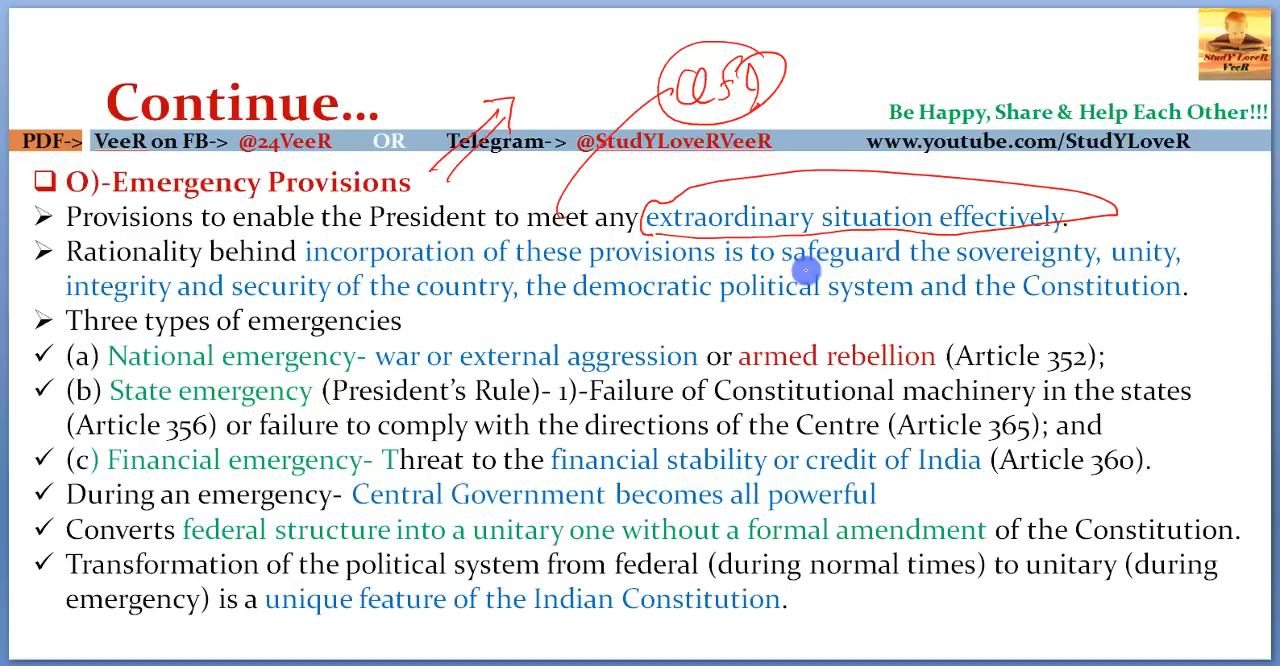 StudY LoveR
VeeR
Continue...
Be Happy, Share & Help Each Other!!!
PDF-> VeeR on FB-> @24VeeR OR Telegram-> @StudYLoveRVeeR www.youtube.com/StudYLoveR
❑ O)-Emergency Provisions
➢ Provisions to enable the President to meet any extraordinary situation effectively.
➢ Rationality behind incorporation of these provisions is to safeguard the sovereignty, unity,
integrity and security of the country, the democratic political system and the Constitution.
➢ Three types of emergencies
✓ (a) National emergency- war or external aggression or armed rebellion (Article 352);
✓ (b) State emergency (President’s Rule)- 1)-Failure of Constitutional machinery in the states
(Article 356) or failure to comply with the directions of the Centre (Article 365); and
✓ (c) Financial emergency- Threat to the financial stability or credit of India (Article 360).
✓ During an emergency- Central Government becomes all powerful
✓ Converts federal structure into a unitary one without a formal amendment of the Constitution.
✓ Transformation of the political system from federal (during normal times) to unitary (during
emergency) is a unique feature of the Indian Constitution.